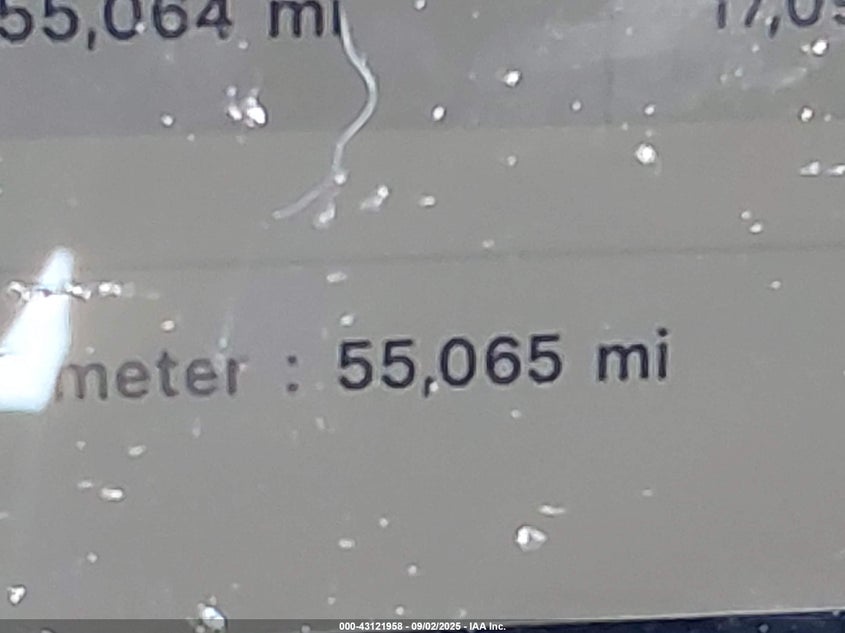 55,064 mi
meter : 55,065 mi
000-43121958 - 09/02/2025 - IAA Inc.